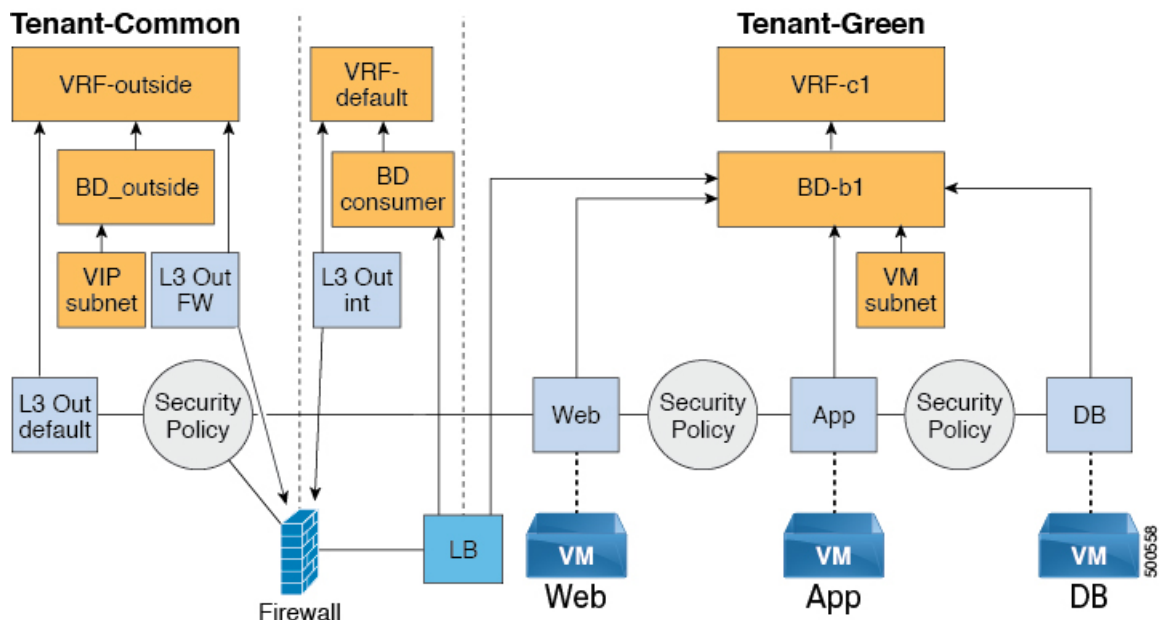 Tenant-Common
Tenant-Green
VRF-outside
VRF-
default
VRF-c1
BD_outside
BD
consumer
BD-b1
VIP
subnet
L3 Out
FW
L3 Out
int
VM
subnet
L3 Out
default
Security
Policy
Web
Security
Policy
App
Security
Policy
DB
LB
VM
VM
VM
Firewall
Web
App
DB
500558